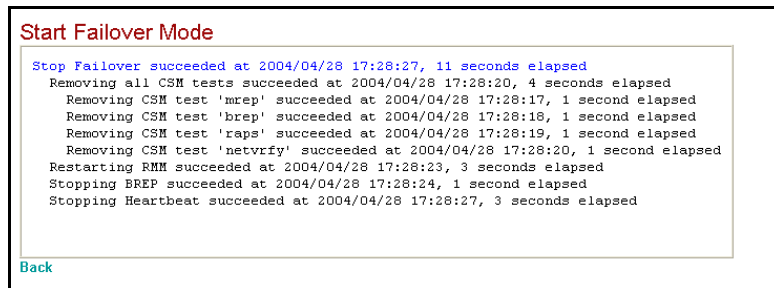 Start Failover Mode
Stop Failover succeeded at 2004/04/28 17:28:27, 11 seconds elapsed
Removing all CSM tests succeeded at 2004/04/28 17:28:20, 4 seconds elapsed
Removing CSM test 'mrep' succeeded at 2004/04/28 17:28:17, 1 second elapsed
Removing CSM test 'brep' succeeded at 2004/04/28 17:28:18, 1 second elapsed
Removing CSM test 'raps' succeeded at 2004/04/28 17:28:19, 1 second elapsed
Removing CSM test 'netvrfy' succeeded at 2004/04/28 17:28:20, 1 second elapsed
Restarting RMM succeeded at 2004/04/28 17:28:23, 3 seconds elapsed
Stopping BREP succeeded at 2004/04/28 17:28:24, 1 second elapsed
Stopping Heartbeat succeeded at 2004/04/28 17:28:27, 3 seconds elapsed
Back